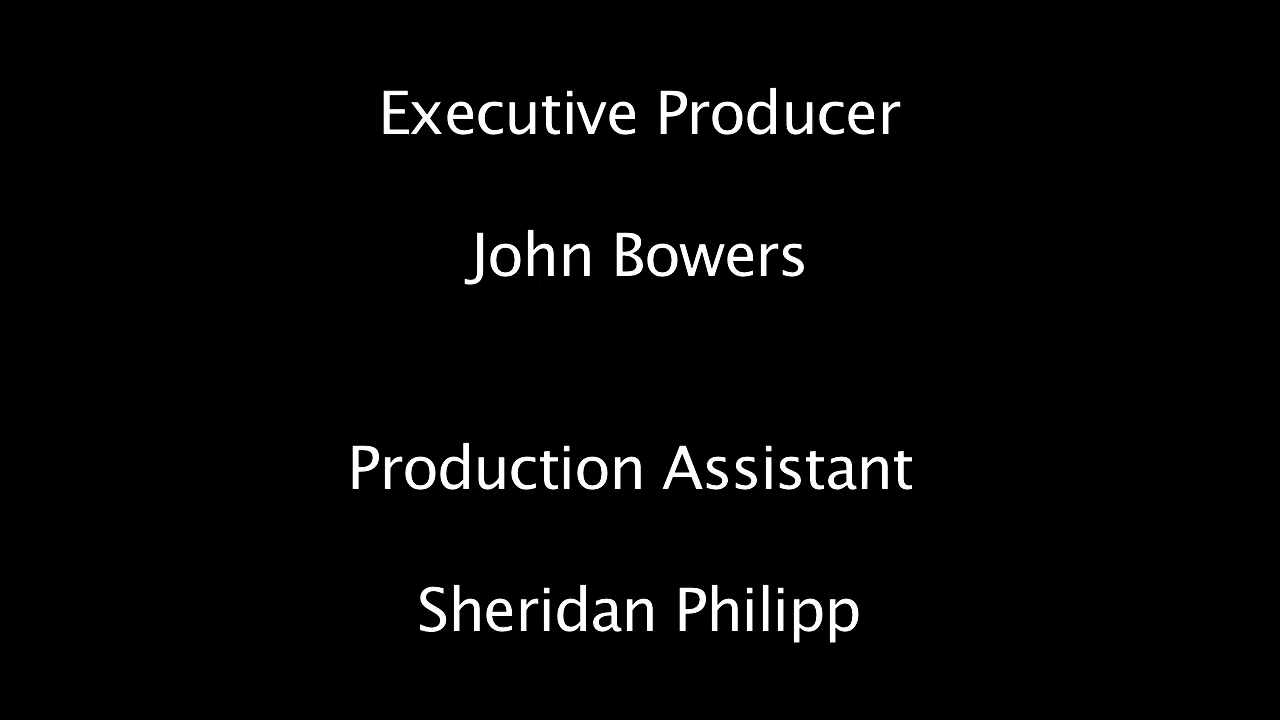 Executive Producer
John Bowers
Production Assistant
Sheridan Philipp